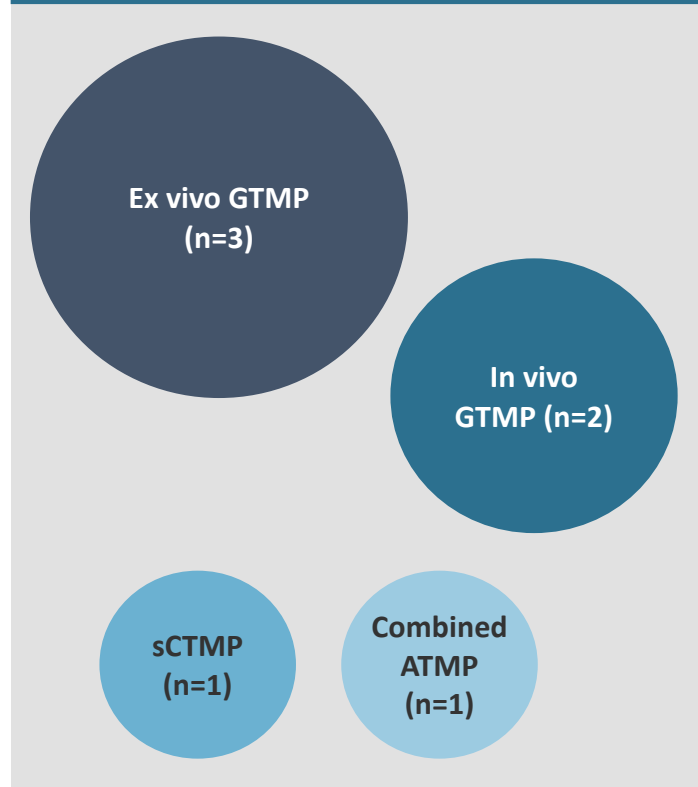 Ex vivo GTMP
(n=3)
In vivo
GTMP (n=2)
sCTMP
(n=1)
Combined
ATMP
(n=1)